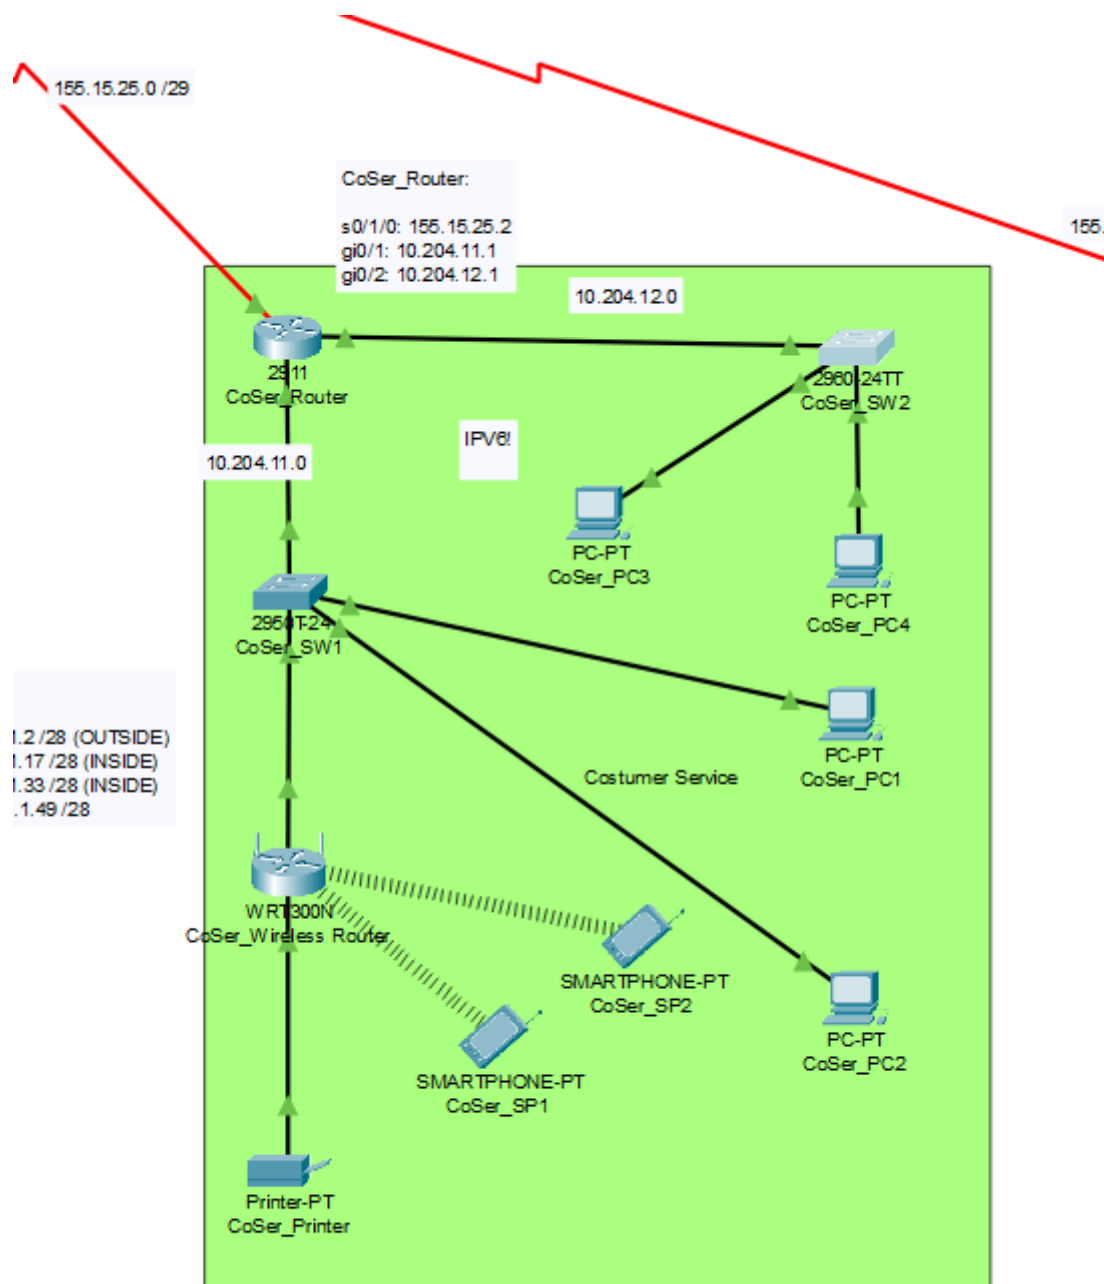 155.15.25.0 /29
CoSer_Router:
s0/1/0: 155.15.25.2
gi0/1: 10.204.11.1
gi0/2: 10.204.12.1
155.
10.204.12.0
2911
CoSer_Router
2960-24TT
CoSer_SW2
IPV6!
10.204.11.0
PC-PT
CoSer_PC3
PC-PT
CoSer_PC4
2950T-24
CoSer_SW1
.2 /28 (OUTSIDE)
.17 /28 (INSIDE)
.33 /28 (INSIDE)
.1.49 /28
PC-PT
CoSer_PC1
Costumer Service
WRT300N
CoSer_Wireless Router
SMARTPHONE-PT
CoSer_SP2
PC-PT
CoSer_PC2
SMARTPHONE-PT
CoSer_SP1
Printer-PT
CoSer_Printer